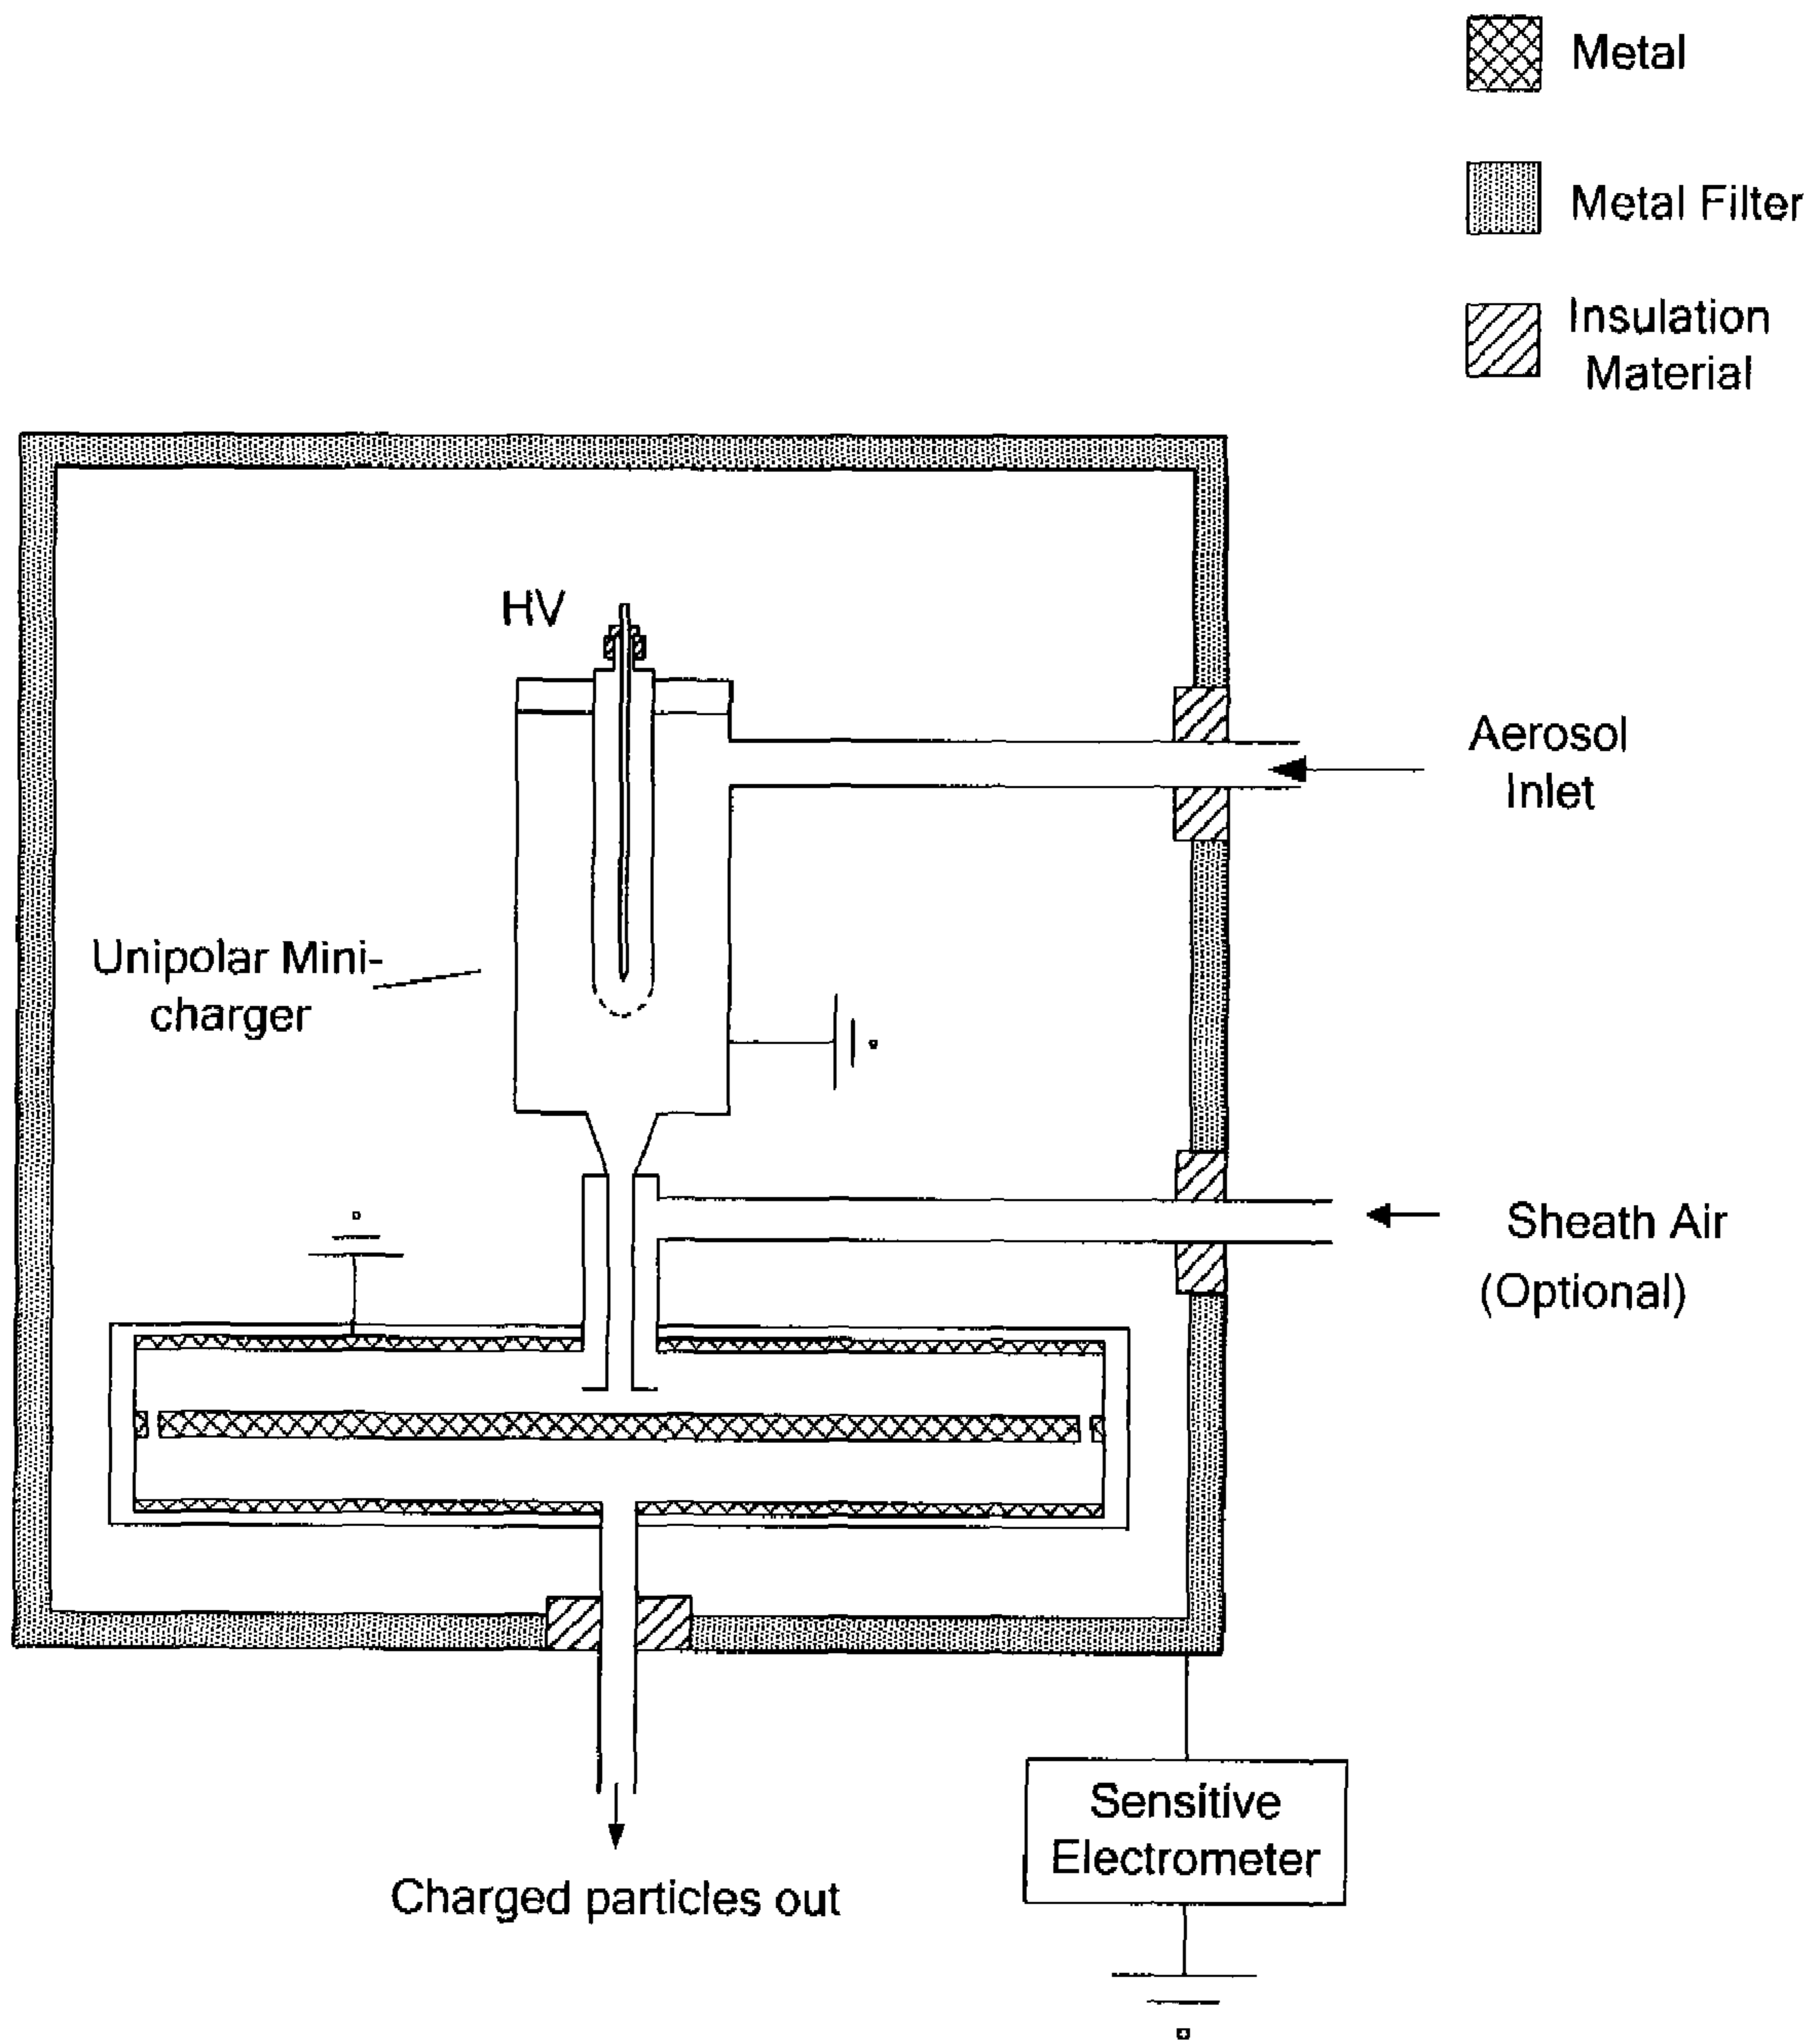 Metal
Metal Filter
Insulation
Material
HV
Aerosol
Inlet
Unipolar Mini-
charger
Sheath Air
(Optional)
Sensitive
Electrometer
Charged particles out